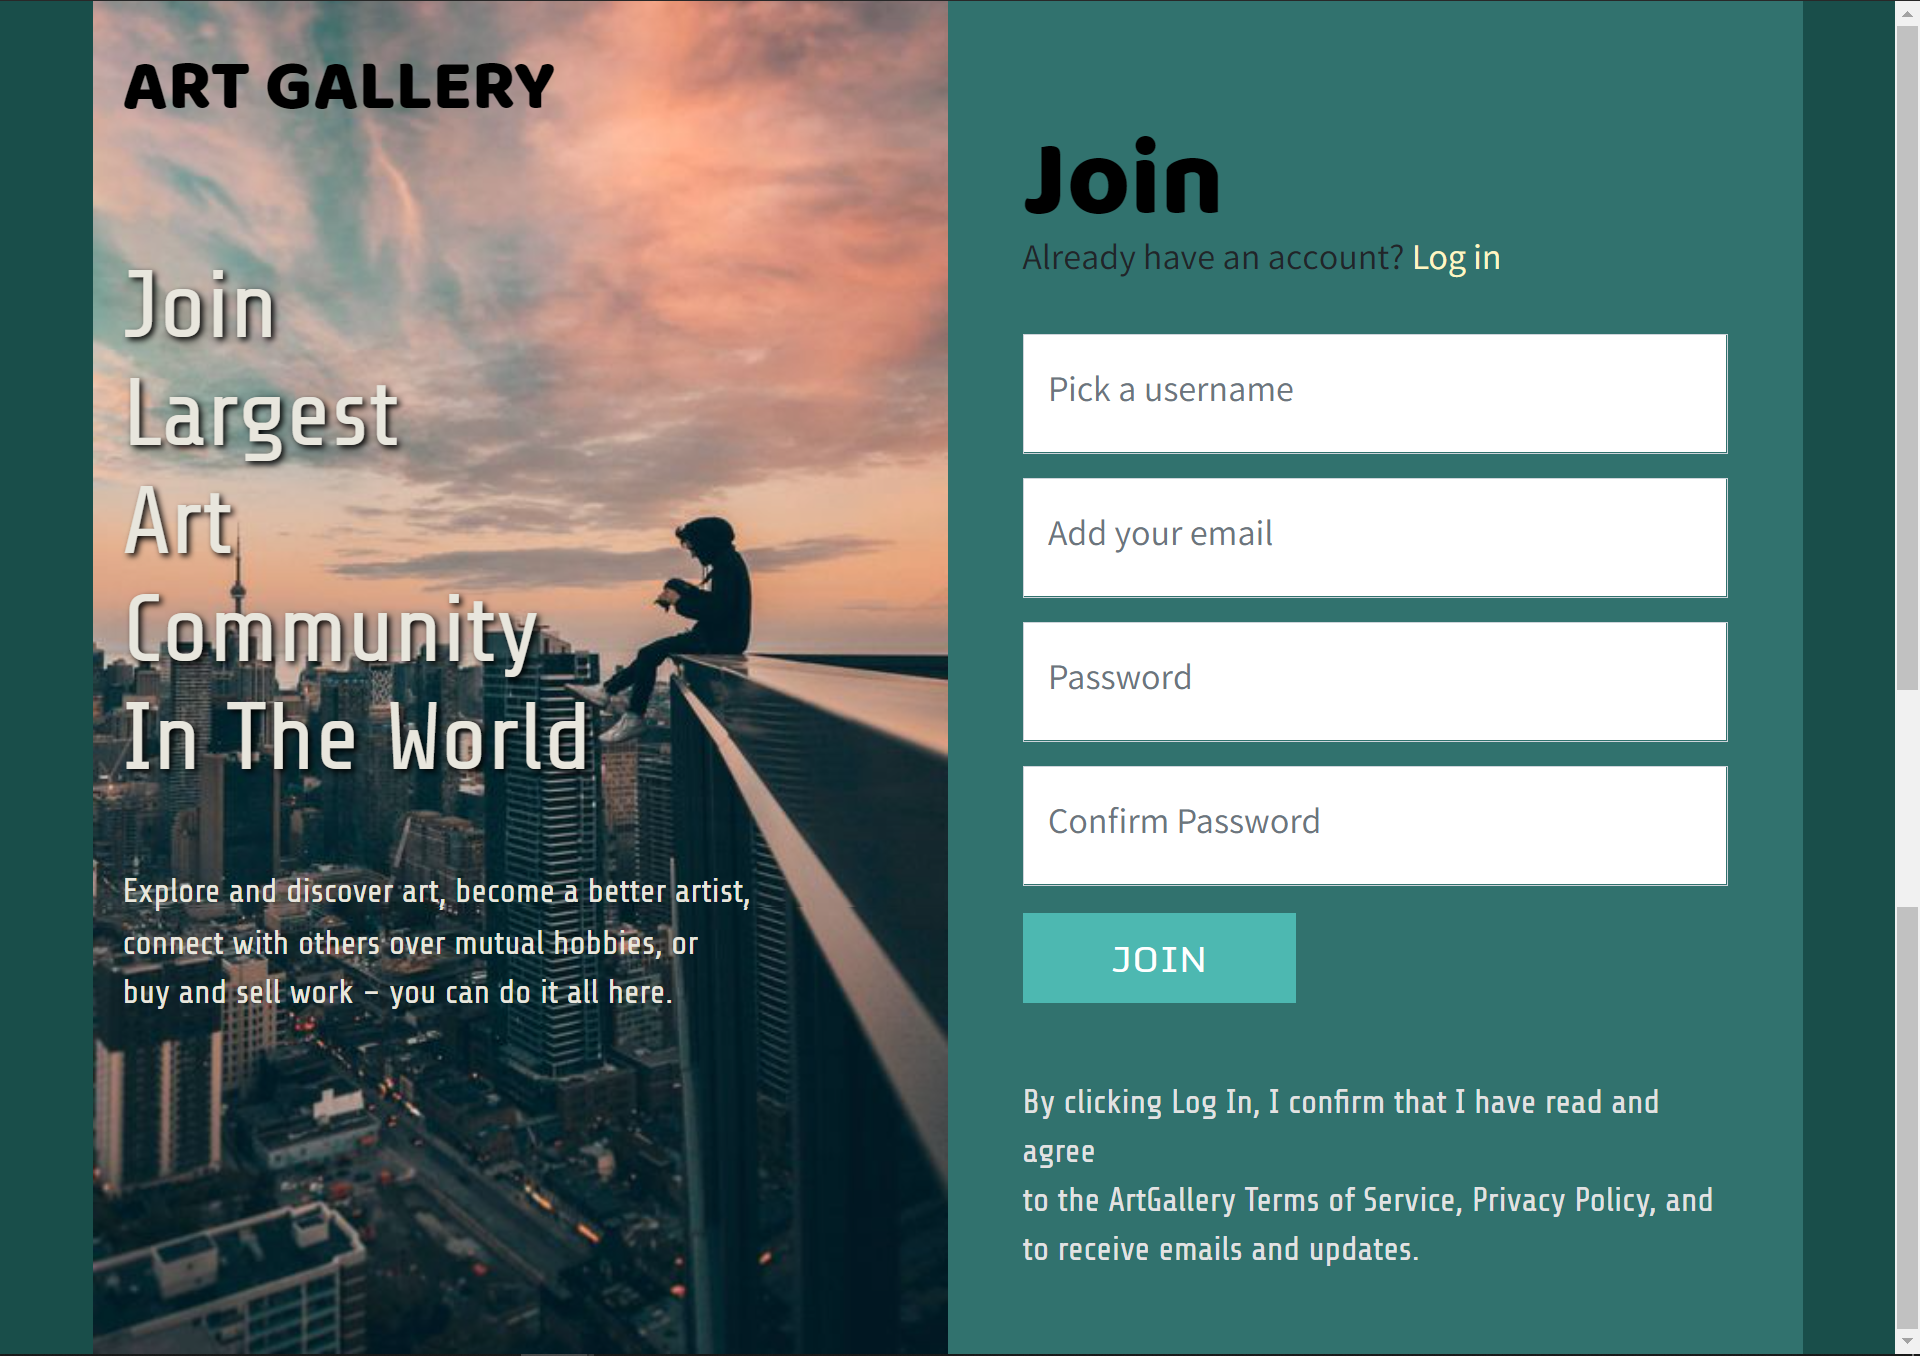 ART GALLERY
Join
Largest
Art
Community
In The World
Explore and discover art, become a better artist,
connect with others over mutual hobbies, or
buy and sell work – you can do it all here.
Join
Already have an account? Log in
Pick a username
Add your email
Password
Confirm Password
JOIN
By clicking Log In, I confirm that I have read and
agree
to the ArtGallery Terms of Service, Privacy Policy, and
to receive emails and updates.